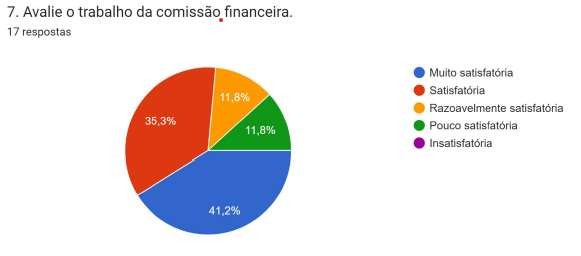 7. Avalie o trabalho da comissão financeira.
17 respostas
Muito satisfatória
Satisfatória
Razoavelmente satisfatória
Pouco satisfatória
Insatisfatória
11,8%
35,3%
11,8%
41,2%